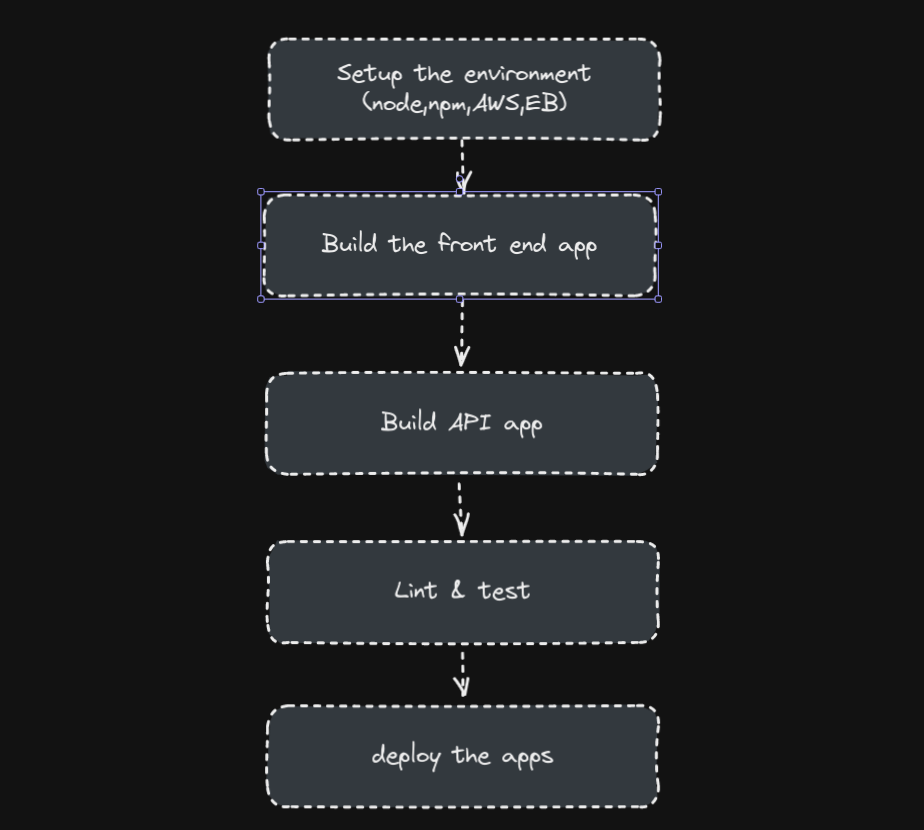 Setup the environment
(node,npm,AWS,EB)
Build the front end app
Build API app
Lint & test
deploy the apps